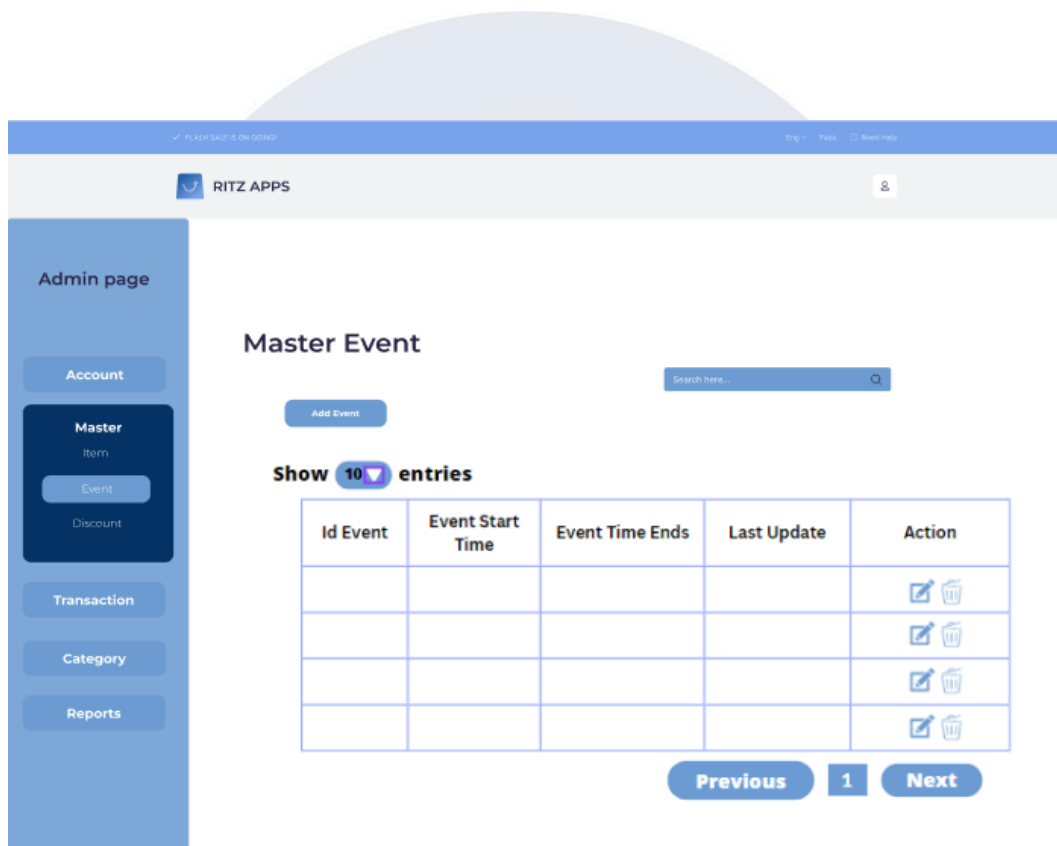 FLASH SALE IS ON GOING!
Eng
Need Help
RITZ APPS
Admin page
Master Event
Account
Search here...
Add Event
Master
Item
Show 10 entries
Event
Discount
Id Event
Event Start
Time
Event Time Ends
Last Update
Action
Transaction
Category
Reports
Previous 1 Next